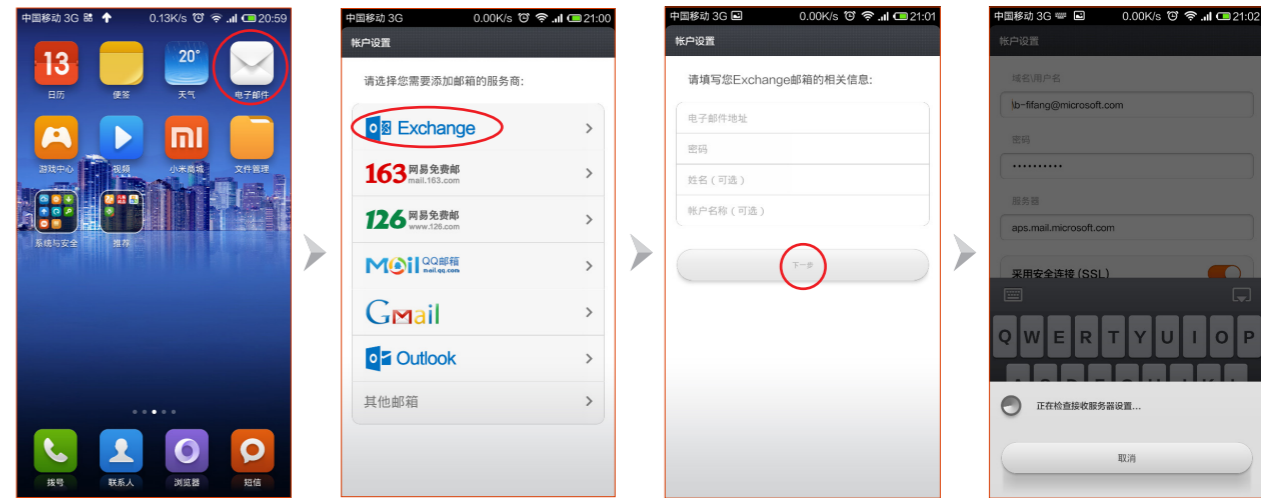 中国移动 3G 0.13K/s 20:59
13
20°
日历 便签 天气 电子邮件
游戏中心 视频 小米商城 文件管理
系统与安全 推荐
拨号 联系人 浏览器 短信
中国移动 3G 0.00K/s 21:00
帐户设置
请选择您需要添加邮箱的服务商:
Exchange
163 网易免费邮
mail.163.com
126 网易免费邮
www.126.com
Mail QQ邮箱
mail.qq.com
Gmail
Outlook
其他邮箱
中国移动 3G 0.00K/s 21:01
帐户设置
请填写您Exchange邮箱的相关信息:
电子邮件地址
密码
姓名（可选）
帐户名称（可选）
下一步
中国移动 3G 0.00K/s 21:02
帐户设置
域名\用户名
\b-fifang@microsoft.com
密码
••••••••••
服务器
aps.mail.microsoft.com
采用安全连接 (SSL)
Q W E R T Y U I O P
正在检查接收服务器设置...
取消